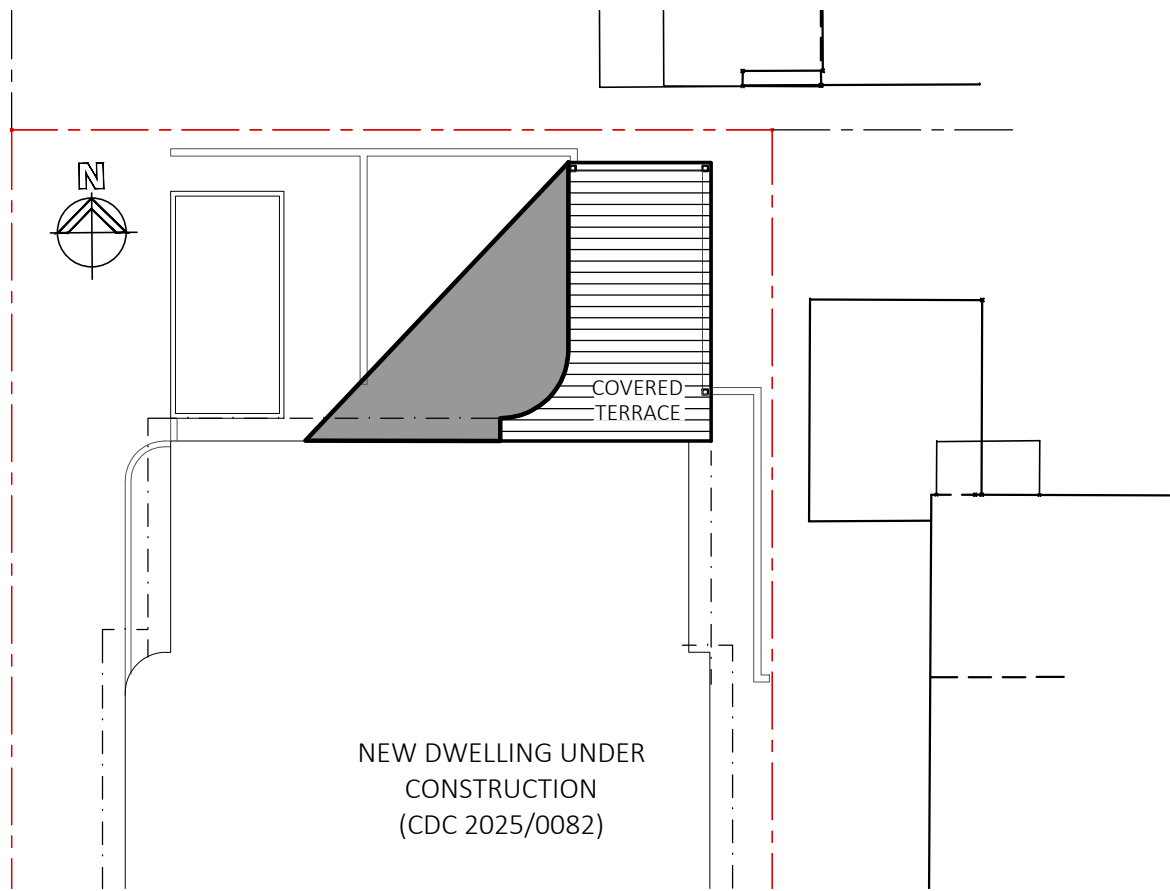 N
COVERED
TERRACE
NEW DWELLING UNDER
CONSTRUCTION
(CDC 2025/0082)